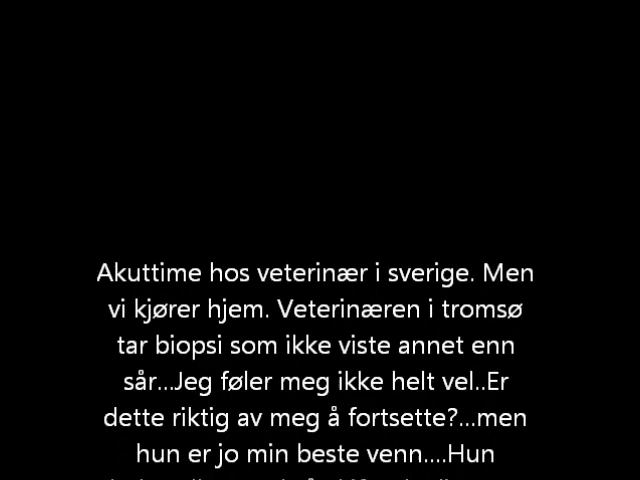 Akuttime hos veterinær i sverige. Men
vi kjører hjem. Veterinæren i tromsø
tar biopsi som ikke viste annet enn
sår...Jeg føler meg ikke helt vel..Er
dette riktig av meg å fortsette?...men
hun er jo min beste venn....Hun